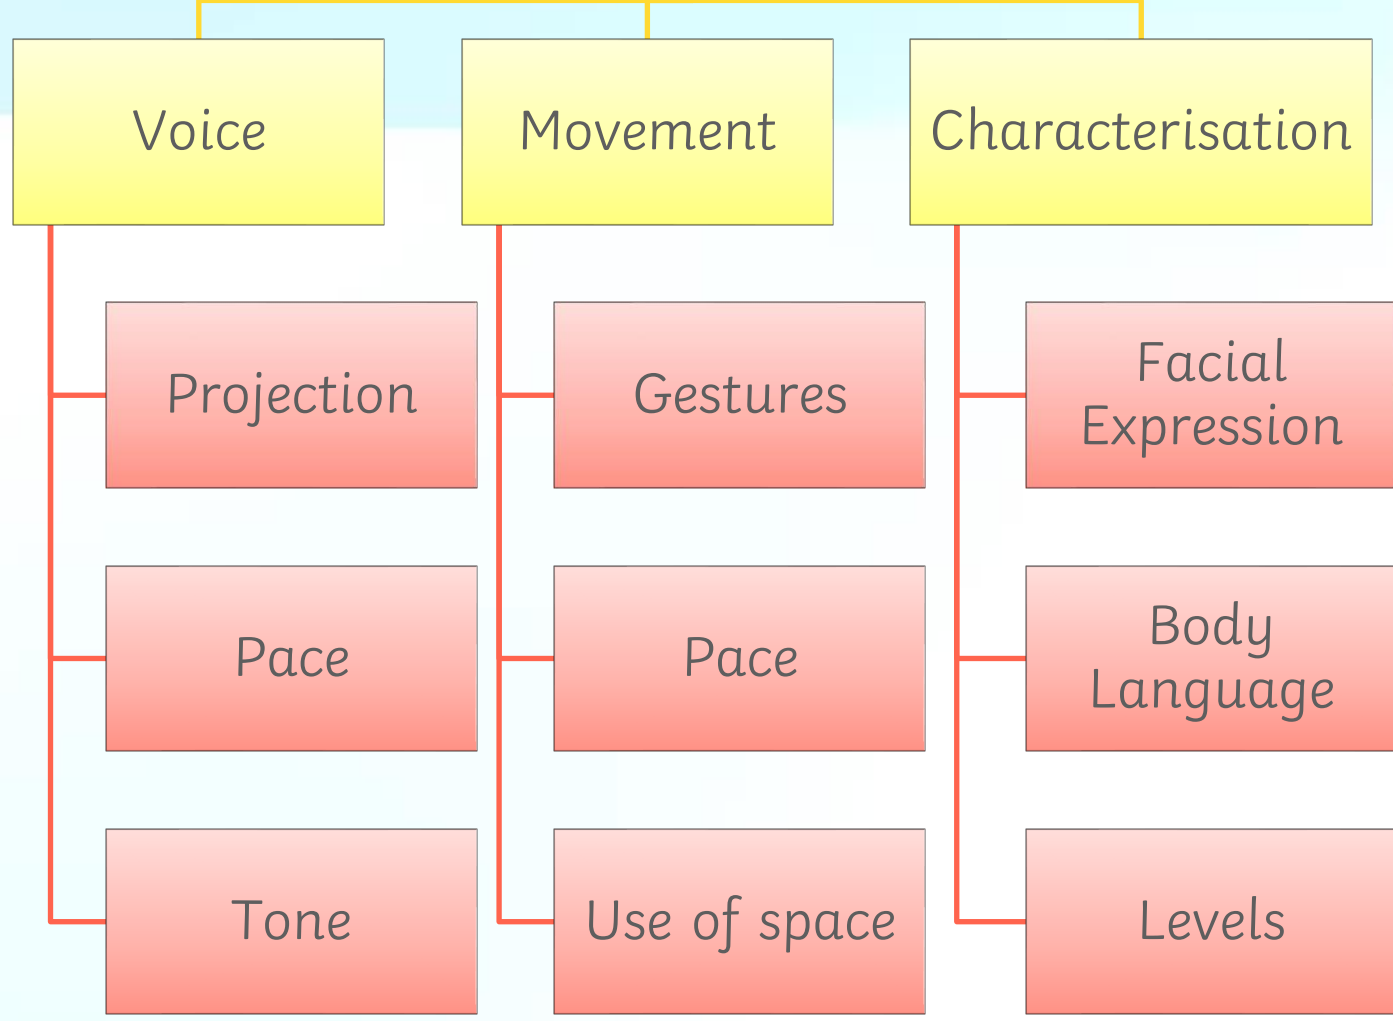 Voice
Projection
Pace
Tone
Movement
Gestures
Pace
Use of space
Characterisation
Facial
Expression
Body
Language
Levels